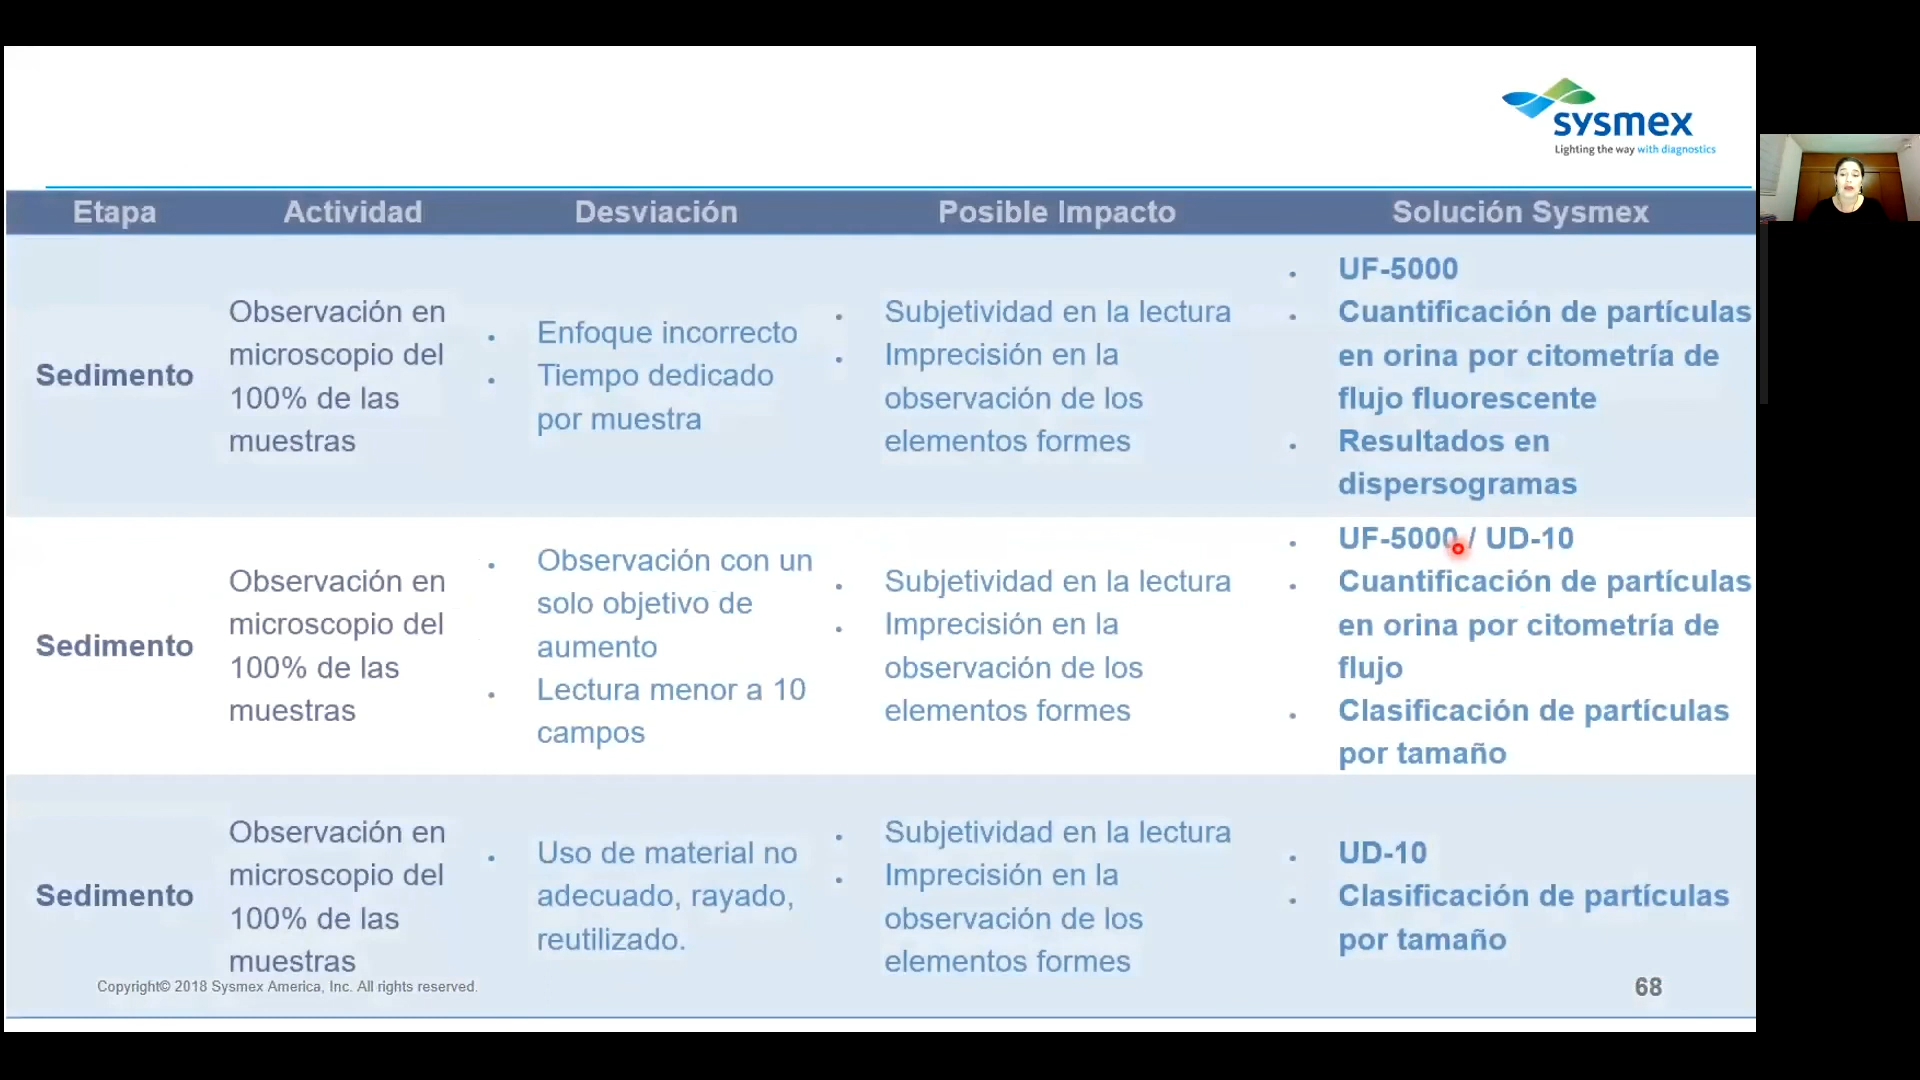 sysmex
Lighting the way with diagnostics
Etapa Actividad Desviación Posible Impacto Solución Sysmex
Sedimento
Observación en
microscopio del
100% de las
muestras
• Enfoque incorrecto
• Tiempo dedicado
por muestra
• Subjetividad en la lectura
• Imprecisión en la
observación de los
elementos formes
• UF-5000
• Cuantificación de partículas
en orina por citometría de
flujo fluorescente
• Resultados en
dispersogramas
Sedimento
Observación en
microscopio del
100% de las
muestras
• Observación con un
solo objetivo de
aumento
• Lectura menor a 10
campos
• Subjetividad en la lectura
• Imprecisión en la
observación de los
elementos formes
• UF-5000 / UD-10
• Cuantificación de partículas
en orina por citometría de
flujo
• Clasificación de partículas
por tamaño
Sedimento
Observación en
microscopio del
100% de las
muestras
• Uso de material no
adecuado, rayado,
reutilizado.
• Subjetividad en la lectura
• Imprecisión en la
observación de los
elementos formes
• UD-10
• Clasificación de partículas
por tamaño
Copyright© 2018 Sysmex America, Inc. All rights reserved.
68